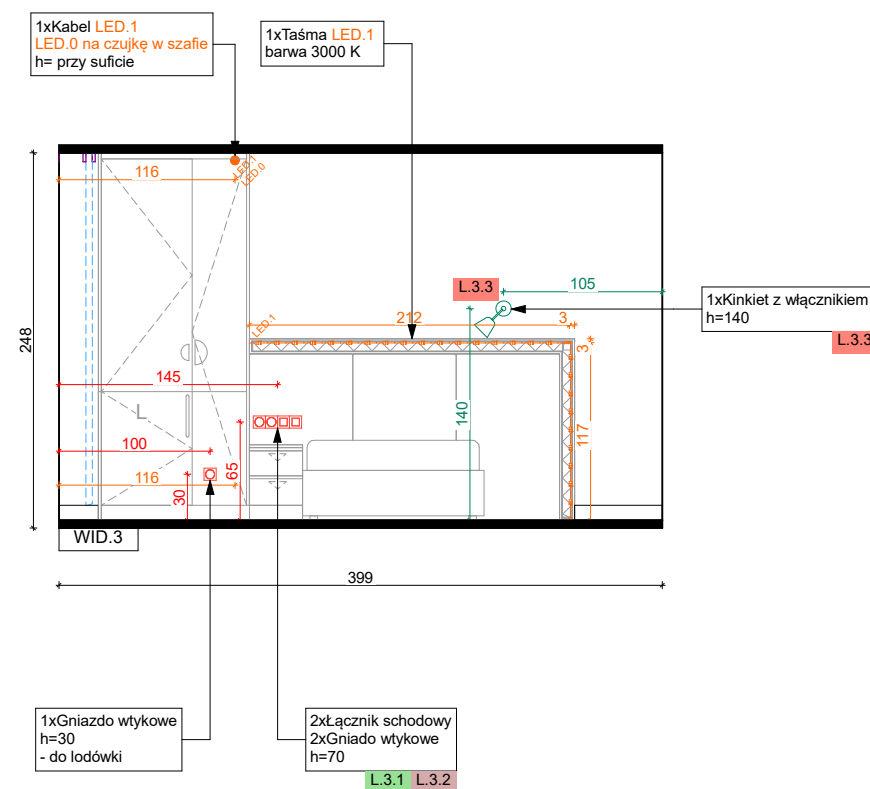 1xKabel LED.1
LED.0 na czujkę w szafie
h= przy suficie
1xTaśma LED.1
barwa 3000 K
116
LED.1
LED.0
248
L.3.3
105
1xKinkiet z włącznikiem
h=140
L.3.3
212
3
LED.1
3
145
L
140
117
100
65
116
30
WID.3
399
1xGniazdo wtykowe
h=30
- do lodówki
2xŁącznik schodowy
2xGniado wtykowe
h=70
L.3.1 L.3.2